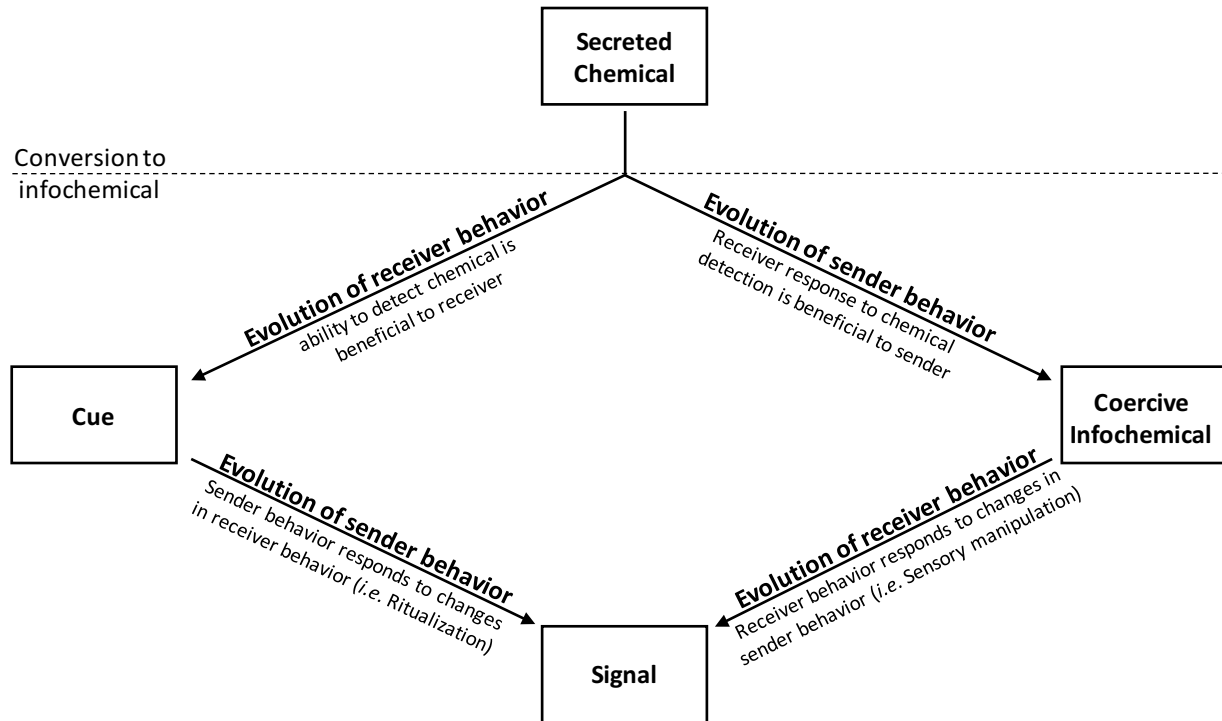 Secreted
Chemical
Conversion to
infochemical
Evolution of receiver behavior
ability to detect chemical is
beneficial to receiver
Evolution of sender behavior
Receiver response to chemical
detection is beneficial to sender
Cue
Coercive
Infochemical
Evolution of sender behavior
Sender behavior responds to changes
in receiver behavior (i.e. Ritualization)
Evolution of receiver behavior
Receiver behavior responds to changes in
sender behavior (i.e. Sensory manipulation)
Signal